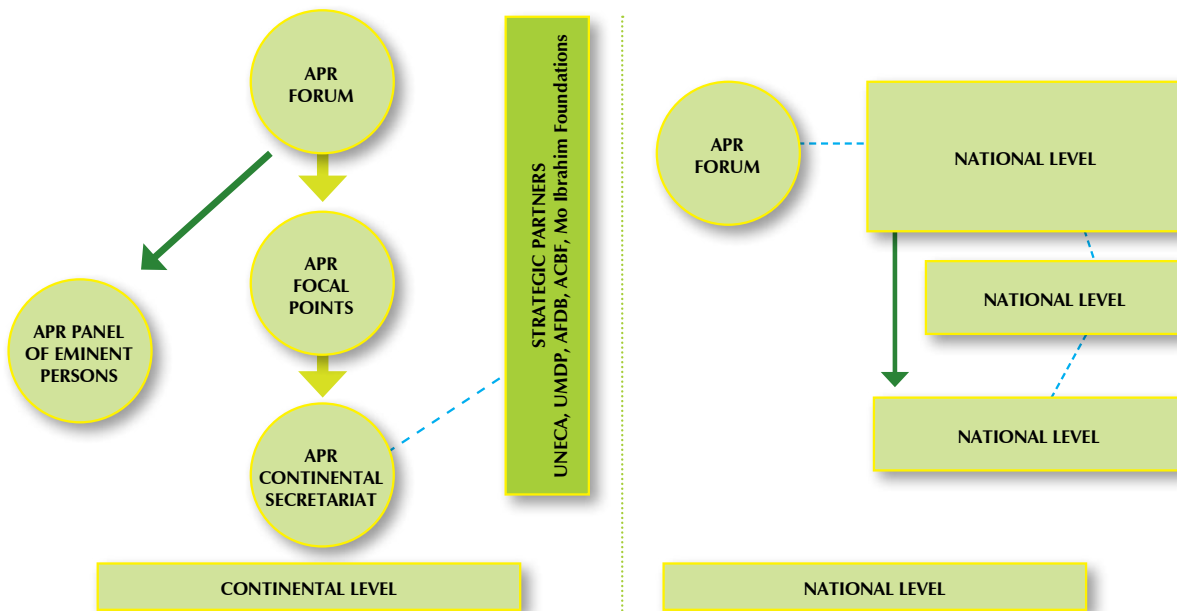 APR
FORUM
APR
FOCAL
POINTS
APR PANEL
OF EMINENT
PERSONS
APR
CONTINENTAL
SECRETARIAT
STRATEGIC PARTNERS
UNECA, UMDP, AFDB, ACBF, Mo Ibrahim Foundations
CONTINENTAL LEVEL
APR
FORUM
NATIONAL LEVEL
NATIONAL LEVEL
NATIONAL LEVEL
NATIONAL LEVEL